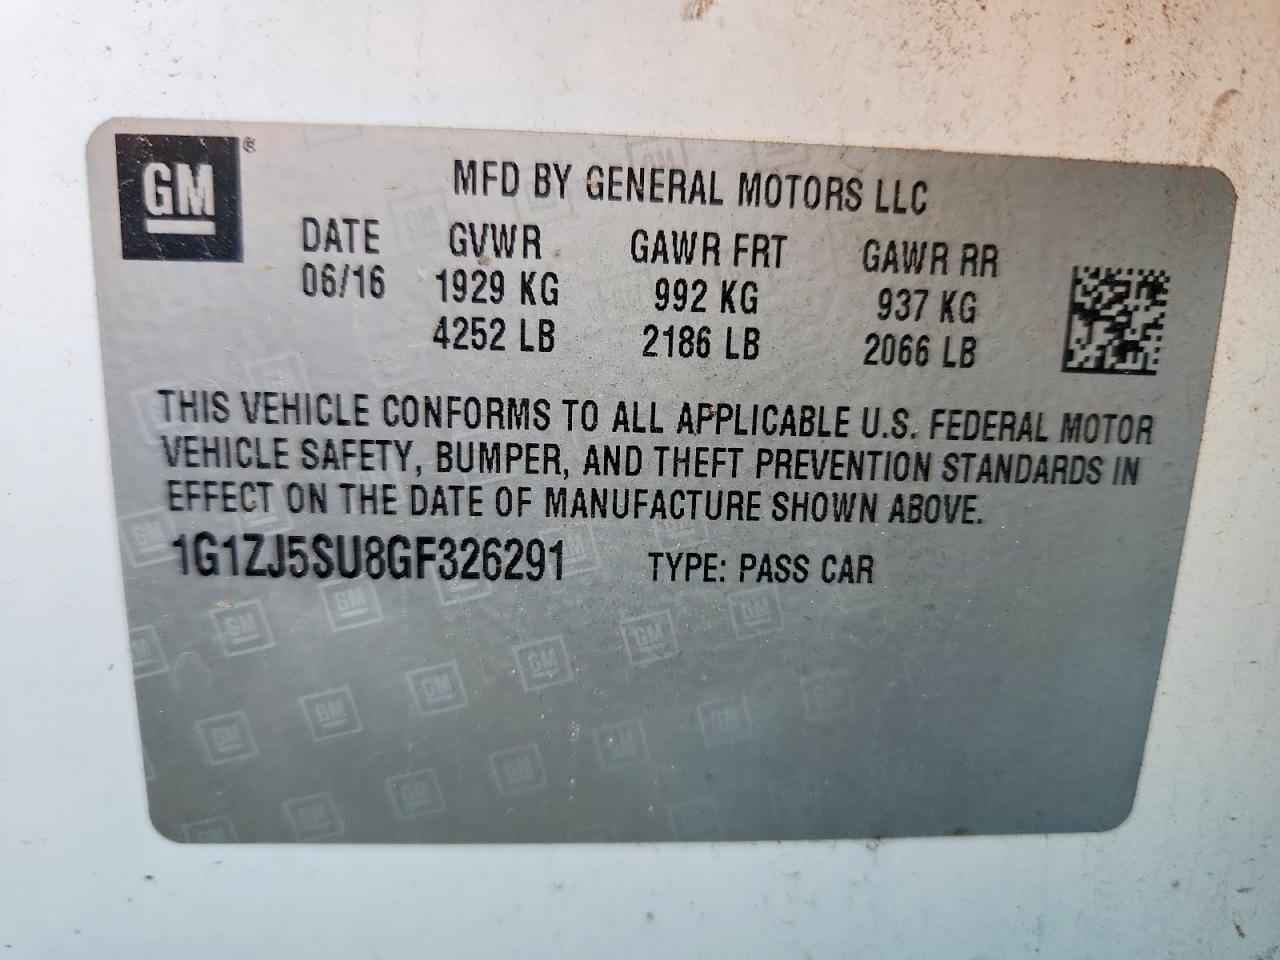 GM ®
MFD BY GENERAL MOTORS LLC
DATE GVWR GAWR FRT GAWR RR
06/16 1929 KG 992 KG 937 KG
4252 LB 2186 LB 2066 LB
THIS VEHICLE CONFORMS TO ALL APPLICABLE U.S. FEDERAL MOTOR
VEHICLE SAFETY, BUMPER, AND THEFT PREVENTION STANDARDS IN
EFFECT ON THE DATE OF MANUFACTURE SHOWN ABOVE.
1G1ZJ5SU8GF326291 TYPE: PASS CAR